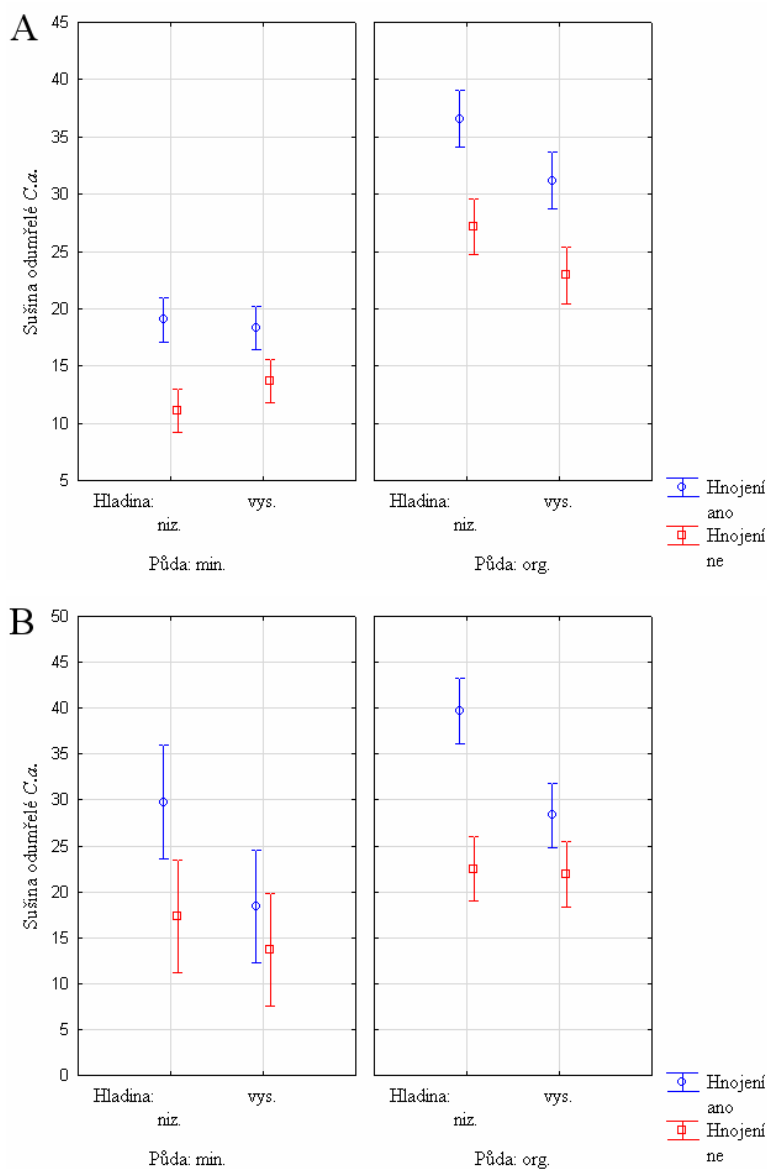 A
45
40
35
30
25
20
15
10
5
Sušina odumřelé C.a.
Hladina: vys. vys.
niz.
Půda: min.
Hladina:
niz.
Půda: org.
Hnojení
ano
Hnojení
ne
B
50
45
40
35
30
25
20
15
10
5
0
Sušina odumřelé C.a.
Hladina: vys.
niz.
Půda: min.
Hladina: vys.
niz.
Půda: org.
Hnojení
ano
Hnojení
ne